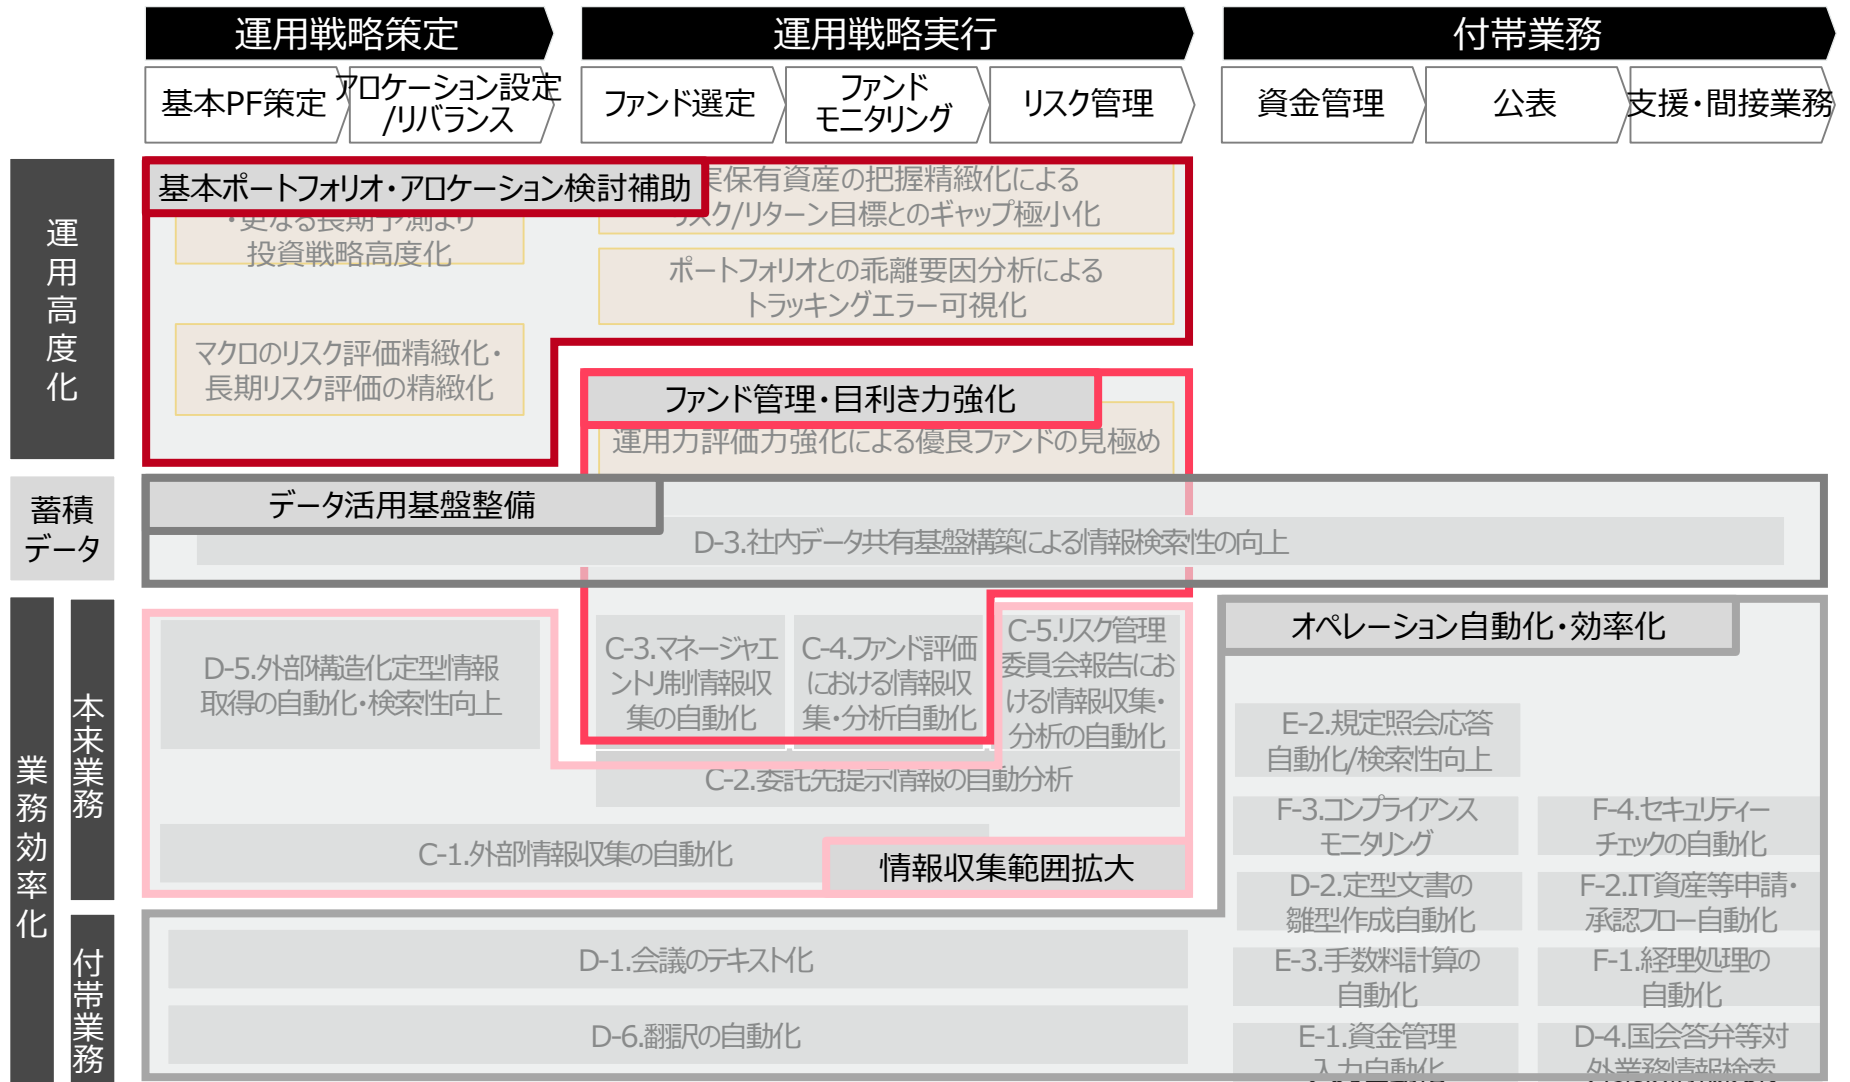 運用戦略策定
運用戦略実行
付帯業務
基本PF策定
アロケーション設定
/リバランス
ファンド選定
ファンド
モニタリング
リスク管理
資金管理
公表
支援・間接業務
運用高度化
基本ポートフォリオ・アロケーション検討補助
・更なる長期予測より
投資戦略高度化
実保有資産の把握精緻化による
リスク/リターン目標とのギャップ極小化
ポートフォリオとの乖離要因分析による
トラッキングエラー可視化
マクロのリスク評価精緻化・
長期リスク評価の精緻化
ファンド管理・目利き力強化
運用力評価力強化による優良ファンドの見極め
蓄積
データ
データ活用基盤整備
D-3.社内データ共有基盤構築による情報検索性の向上
業務効率化
本来業務
D-5.外部構造化定型情報
取得の自動化・検索性向上
C-3.マネージャエ
ントリ制情報収
集の自動化
C-4.ファンド評価
における情報収
集・分析自動化
C-5.リスク管理
委員会報告にお
ける情報収集・
分析の自動化
C-2.委託先提示情報の自動分析
C-1.外部情報収集の自動化
情報収集範囲拡大
オペレーション自動化・効率化
E-2.規定照会応答
自動化/検索性向上
F-3.コンプライアンス
モニタリング
F-4.セキュリティー
チェックの自動化
D-2.定型文書の
雛型作成自動化
F-2.IT資産等申請・
承認フロー自動化
付帯業務
D-1.会議のテキスト化
E-3.手数料計算の
自動化
F-1.経理処理の
自動化
D-6.翻訳の自動化
E-1.資金管理
入力自動化
D-4.国会答弁等対
外業務情報検索